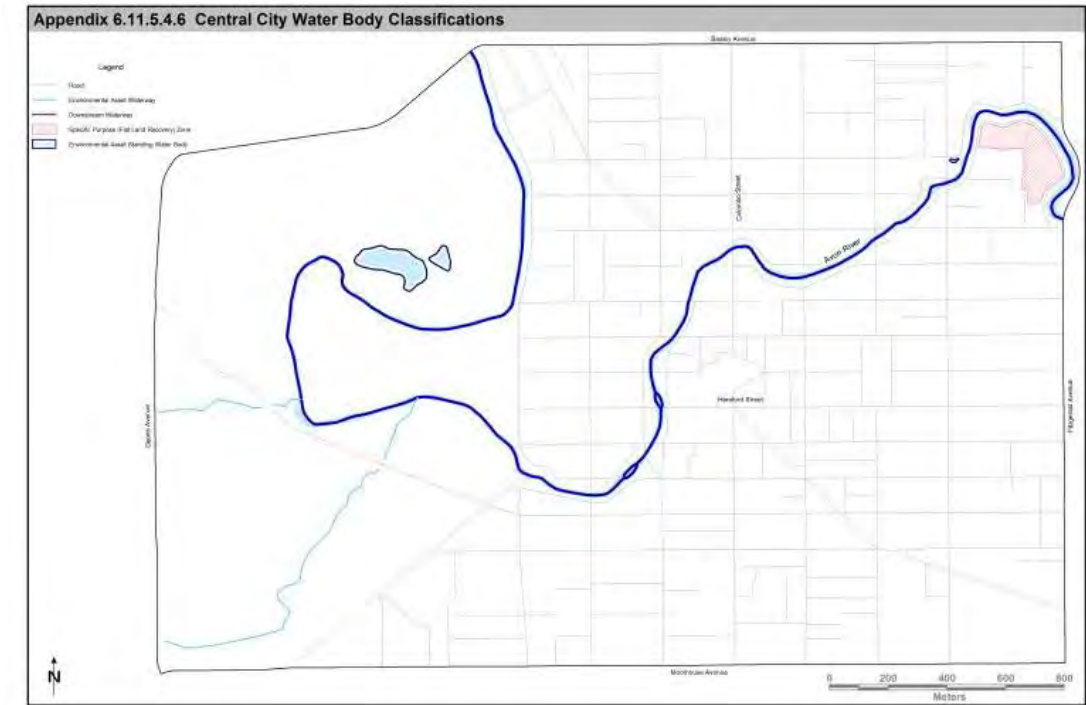 Appendix 6.11.5.4.6 Central City Water Body Classifications
Legend
Road
Environmental Asset Waterway
Downstream Waterway
Specific Purpose (Flat Land Recovery) Zone
Environmental Asset Standing Water Body
Bealey Avenue
Colombo Street
Avon River
Hereford Street
Deans Avenue
Fitzgerald Avenue
Moorhouse Avenue
N
0 200 400 600 800
Meters